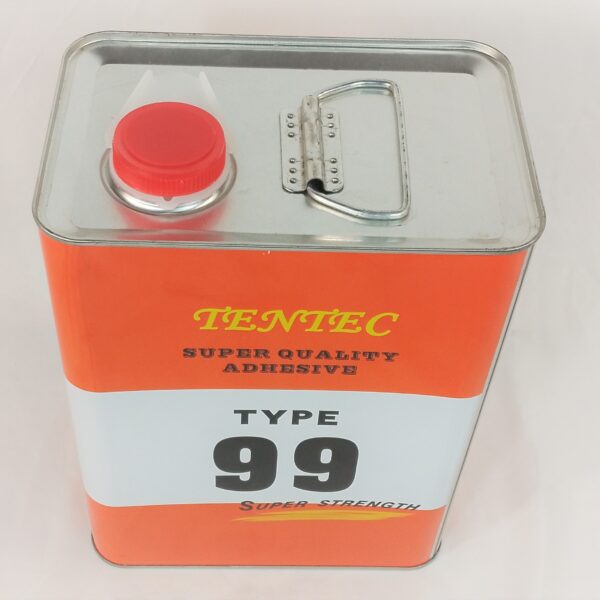 TENTEC
SUPER QUALITY
ADHESIVE
TYPE
99
SUPER STRENGTH